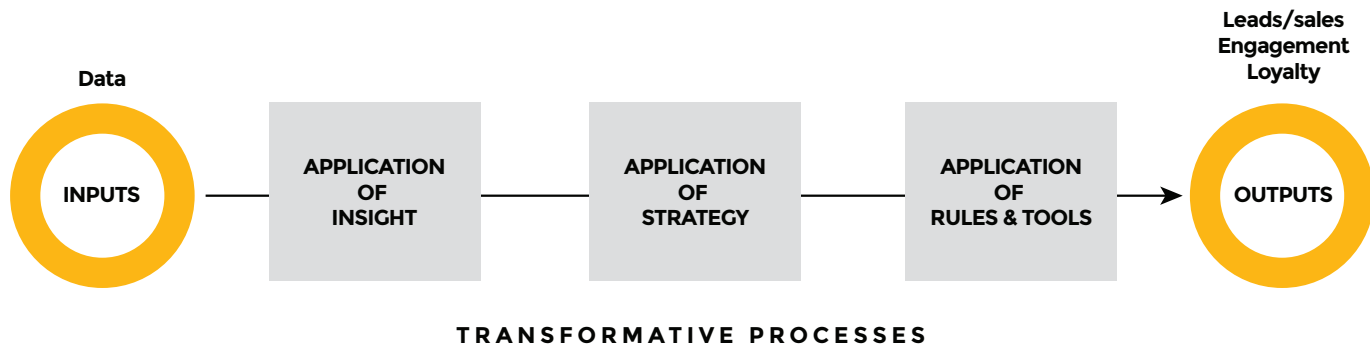 Data
INPUTS
APPLICATION
OF
INSIGHT
APPLICATION
OF
STRATEGY
APPLICATION
OF
RULES & TOOLS
Leads/sales
Engagement
Loyalty
OUTPUTS
TRANSFORMATIVE PROCESSES